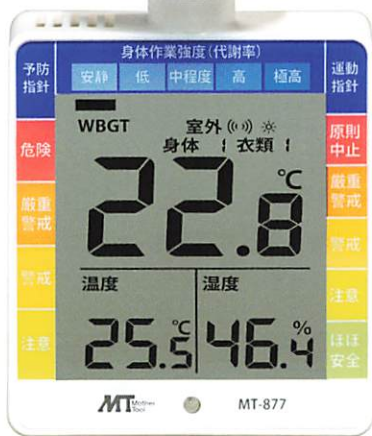 身体作業強度(代謝率)
予防
指針
安静 低 中程度 高 極高
運動
指針
WBGT
室外
身体 1 衣類 1
22.8 ℃
危険
厳重
警戒
警戒
注意
原則
中止
厳重
警戒
警戒
注意
ほぼ
安全
温度
25.5 ℃
湿度
46.4 %
MT Mother Tool
MT-877